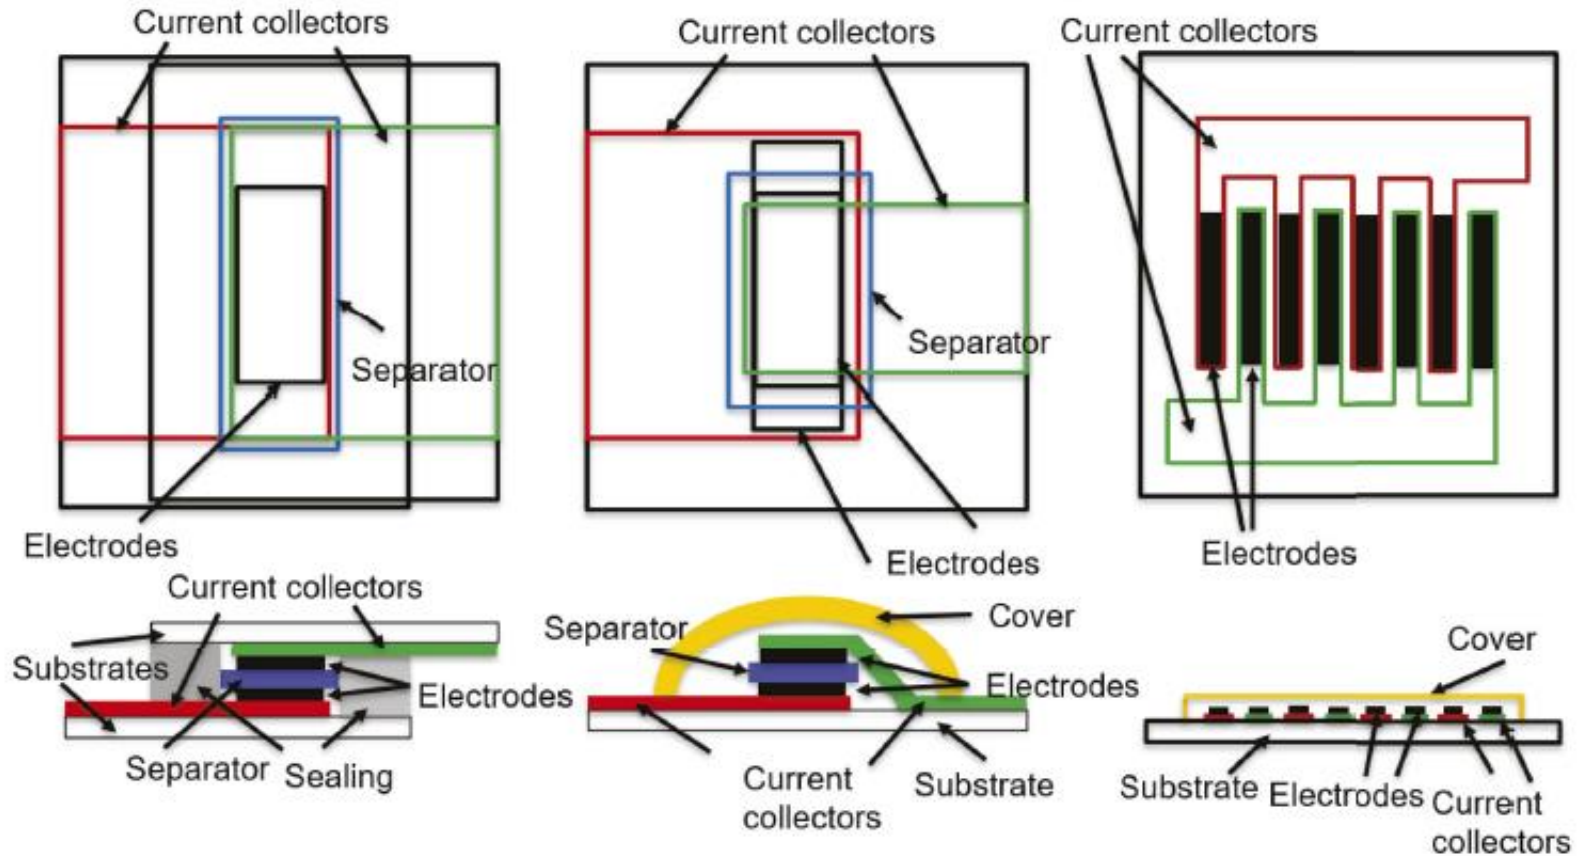 Current collectors
Current collectors
Current collectors
Separator
Separator
Electrodes
Electrodes
Electrodes
Current collectors
Substrates
Electrodes
Separator
Sealing
Separator
Cover
Electrodes
Current
collectors
Substrate
Cover
Substrate
Electrodes
Current
collectors